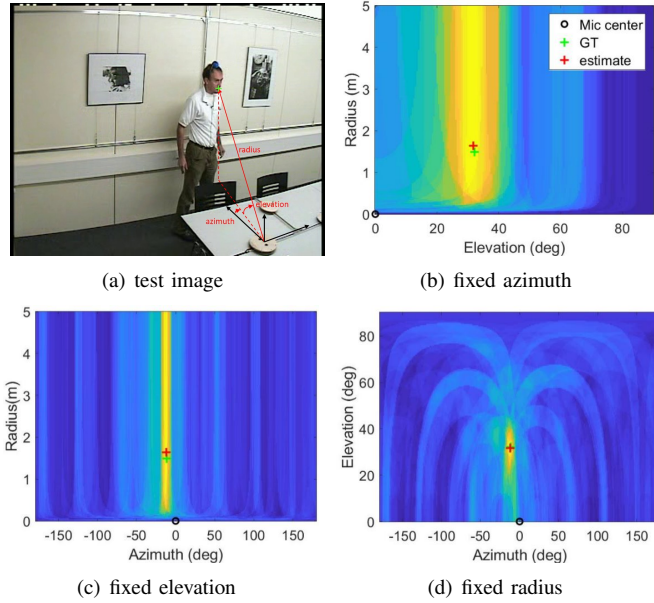 radius
elevation
azimuth
(a) test image
5
4
3
2
1
0
Radius (m)
0 20 40 60 80
Elevation (deg)
Mic center
GT
estimate
(b) fixed azimuth
5
4
3
2
1
0
Radius(m)
-150 -100 -50 0 50 100 150
Azimuth (deg)
(c) fixed elevation
80
60
40
20
0
Elevation (deg)
-150 -100 -50 0 50 100 150
Azimuth (deg)
(d) fixed radius